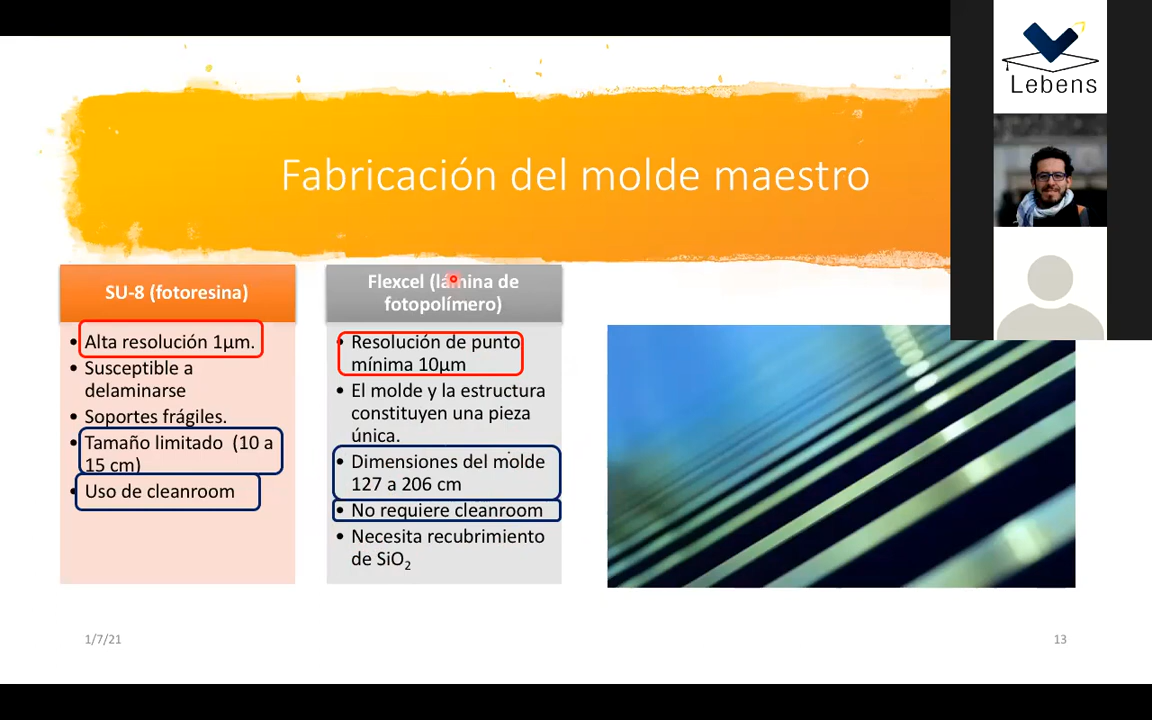 Lebens
Fabricación del molde maestro
SU-8 (fotoresina)
• Alta resolución 1µm.
• Susceptible a
delaminarse
• Soportes frágiles.
• Tamaño limitado (10 a
15 cm)
• Uso de cleanroom
Flexcel (lámina de
fotopolímero)
• Resolución de punto
mínima 10µm
• El molde y la estructura
constituyen una pieza
única.
• Dimensiones del molde
127 a 206 cm
• No requiere cleanroom
• Necesita recubrimiento
de SiO₂
1/7/21
13